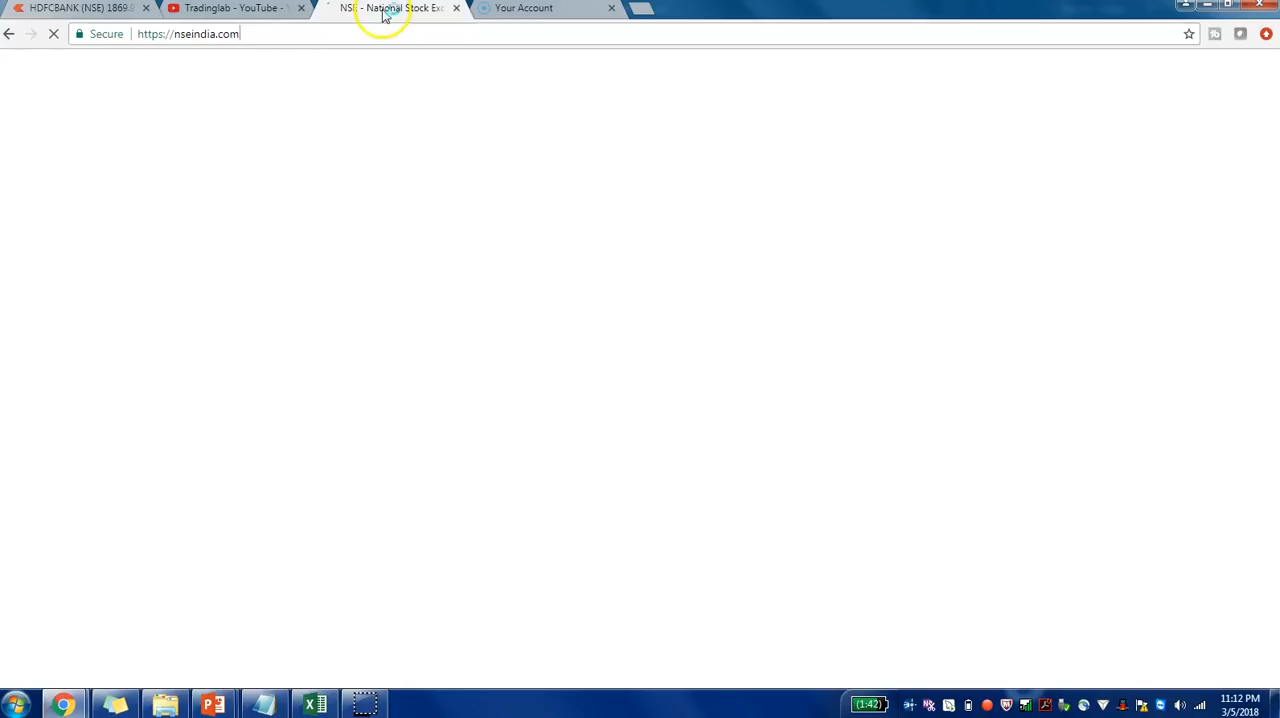 HDFCBANK (NSE) 1869.9
Tradinglab - YouTube -
NSE - National Stock Exc
Your Account
Secure
https://nseindia.com
(1:42)
11:12 PM
3/5/2018